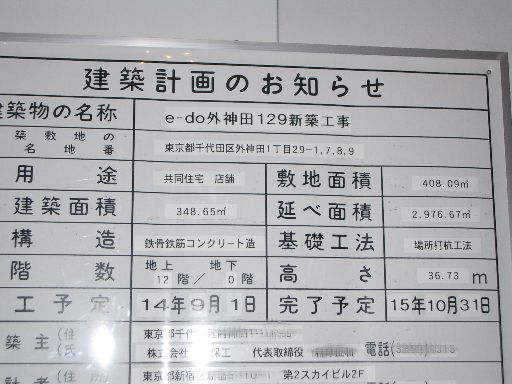 建築計画のお知らせ
建築物の名称 e-do外神田129新築工事
築敷地の
名地番 東京都千代田区外神田1丁目29-1,7,8,9
用途 共同住宅 店舗 敷地面積 408.09㎡
建築面積 348.65㎡ 延べ面積 2,976.67㎡
構造 鉄骨鉄筋コンクリート造 基礎工法 場所打杭工法
階数 地上 12階／地下 0階 高さ 36.73m
工予定 14年9月1日 完了予定 15年10月31日
築主(住 東京都千代
氏 株式会社 保工 代表取締役 電話
計者(住 東京都新宿区 第2スカイビル2F